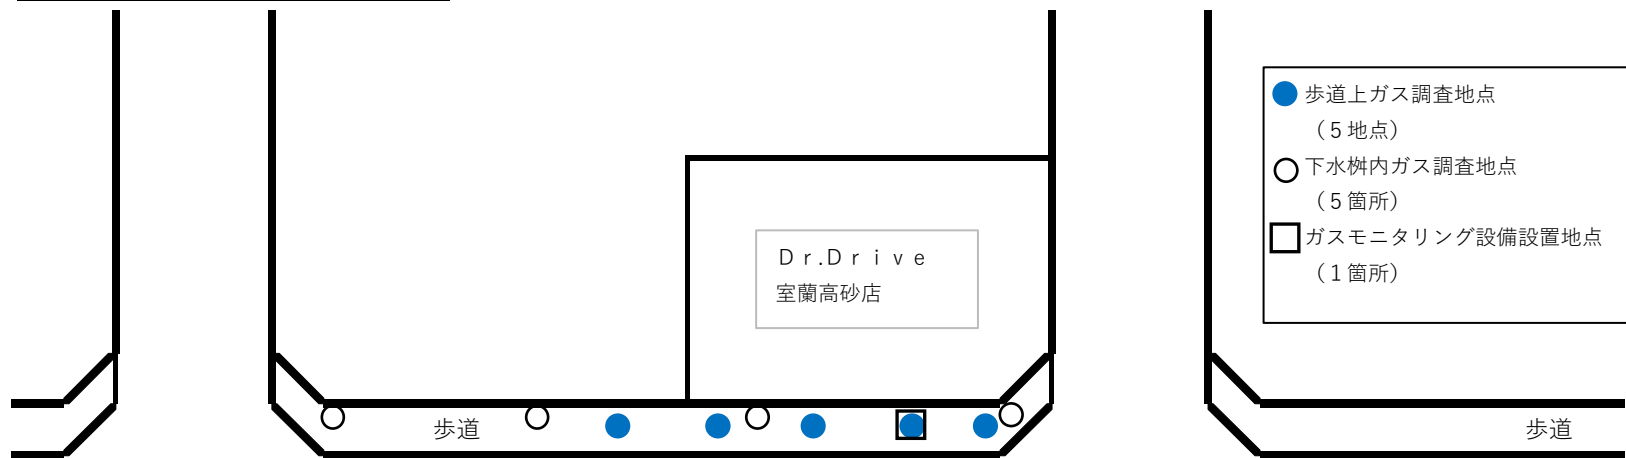 歩道上ガス調査地点
（５地点）
下水桝内ガス調査地点
（５箇所）
ガスモニタリング設備設置地点
（１箇所）
Ｄｒ.Ｄｒｉｖｅ
室蘭高砂店
歩道
歩道